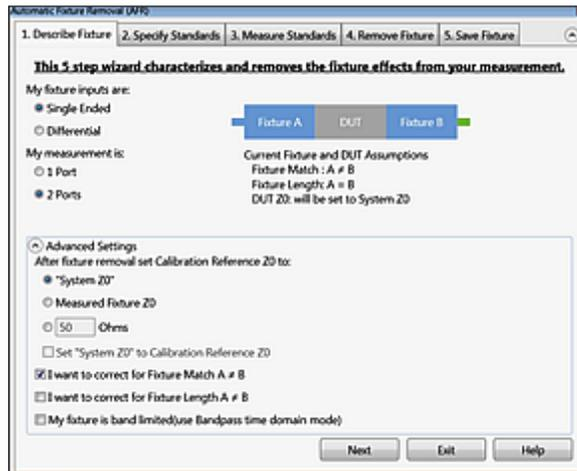 Automatic Fixture Removal (AFR)
1. Describe Fixture 2. Specify Standards 3. Measure Standards 4. Remove Fixture 5. Save Fixture
This 5 step wizard characterizes and removes the fixture effects from your measurement.
My fixture inputs are:
Single Ended
Differential
Fixture A DUT Fixture B
My measurement is:
1 Port
2 Ports
Current Fixture and DUT Assumptions
Fixture Match : A ≠ B
Fixture Length: A = B
DUT Z0: will be set to System Z0
Advanced Settings
After fixture removal set Calibration Reference Z0 to:
"System Z0"
Measured Fixture Z0
50 Ohms
Set "System Z0" to Calibration Reference Z0
I want to correct for Fixture Match A ≠ B
I want to correct for Fixture Length A ≠ B
My fixture is band limited(use Bandpass time domain mode)
Next Exit Help